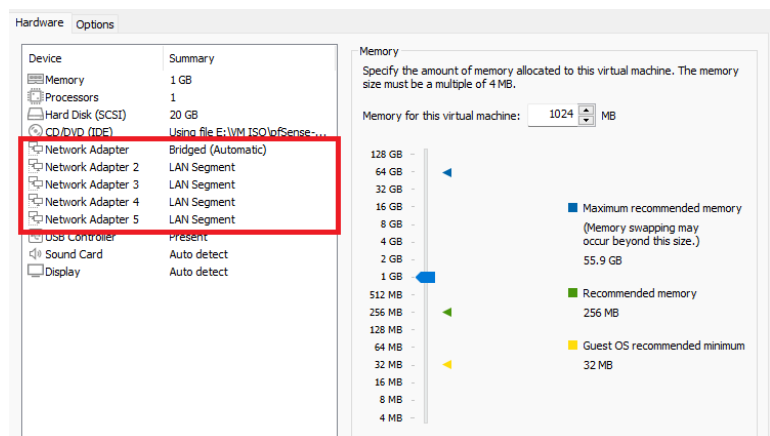 Hardware Options
Device Summary
Memory 1 GB
Processors 1
Hard Disk (SCSI) 20 GB
CD/DVD (IDE) Using file E:\VM ISO\pfSense-...
Network Adapter Bridged (Automatic)
Network Adapter 2 LAN Segment
Network Adapter 3 LAN Segment
Network Adapter 4 LAN Segment
Network Adapter 5 LAN Segment
USB Controller Present
Sound Card Auto detect
Display Auto detect
Memory
Specify the amount of memory allocated to this virtual machine. The memory
size must be a multiple of 4 MB.
Memory for this virtual machine: 1024 MB
128 GB
64 GB
32 GB
16 GB
8 GB
4 GB
2 GB
1 GB
512 MB
256 MB
128 MB
64 MB
32 MB
16 MB
8 MB
4 MB
Maximum recommended memory
(Memory swapping may
occur beyond this size.)
55.9 GB
Recommended memory
256 MB
Guest OS recommended minimum
32 MB